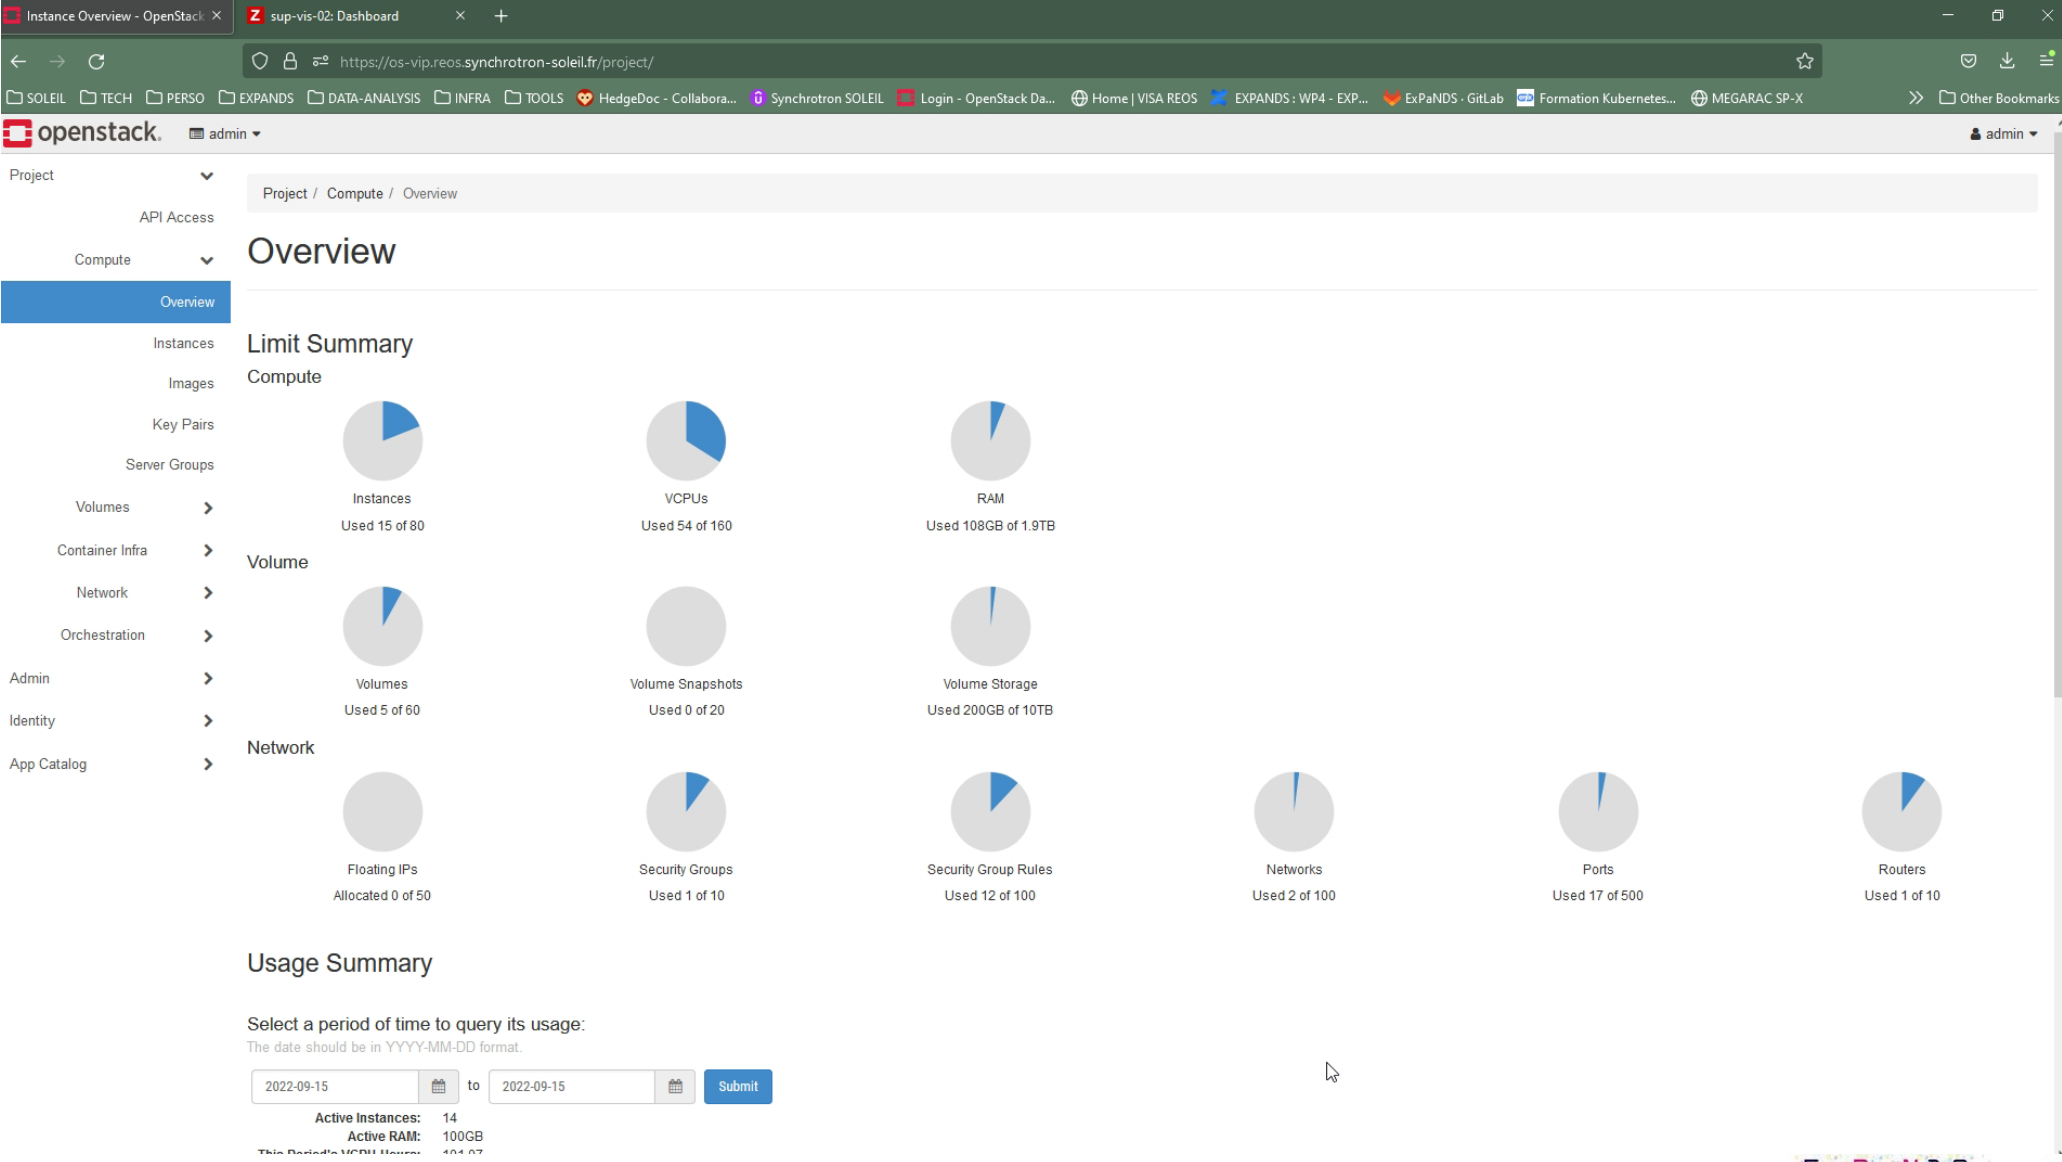 Instance Overview - OpenStack
sup-vis-02: Dashboard
https://os-vip.reos.synchrotron-soleil.fr/project/
SOLEIL TECH PERSO EXPANDS DATA-ANALYSIS INFRA TOOLS HedgeDoc - Collabora... Synchrotron SOLEIL Login - OpenStack Da... Home | VISA REOS EXPANDS : WP4 - EXP... ExPaNDS · GitLab Formation Kubernetes... MEGARAC SP-X Other Bookmarks
openstack. admin admin
Project
API Access
Compute
Overview
Instances
Images
Key Pairs
Server Groups
Volumes
Container Infra
Network
Orchestration
Admin
Identity
App Catalog
Project / Compute / Overview
Overview
Limit Summary
Compute
Instances VCPUs RAM
Used 15 of 80 Used 54 of 160 Used 108GB of 1.9TB
Volume
Volumes Volume Snapshots Volume Storage
Used 5 of 60 Used 0 of 20 Used 200GB of 10TB
Network
Floating IPs Security Groups Security Group Rules Networks Ports Routers
Allocated 0 of 50 Used 1 of 10 Used 12 of 100 Used 2 of 100 Used 17 of 500 Used 1 of 10
Usage Summary
Select a period of time to query its usage:
The date should be in YYYY-MM-DD format.
2022-09-15 to 2022-09-15 Submit
Active Instances: 14
Active RAM: 100GB
This Period's VCPU-Hours: 101.07